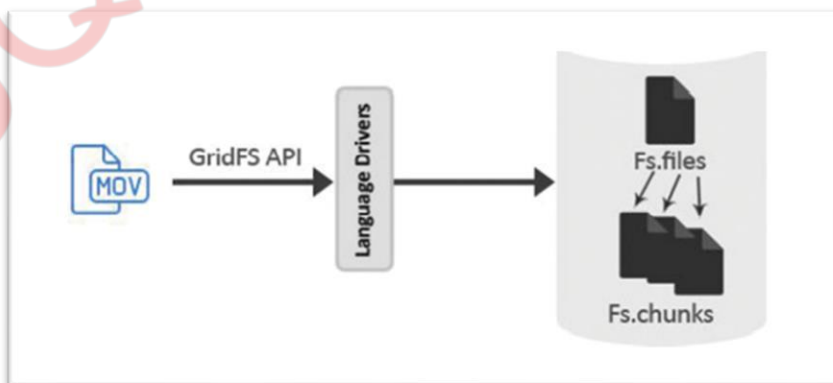 MOV
GridFS API
Language Drivers
Fs.files
Fs.chunks